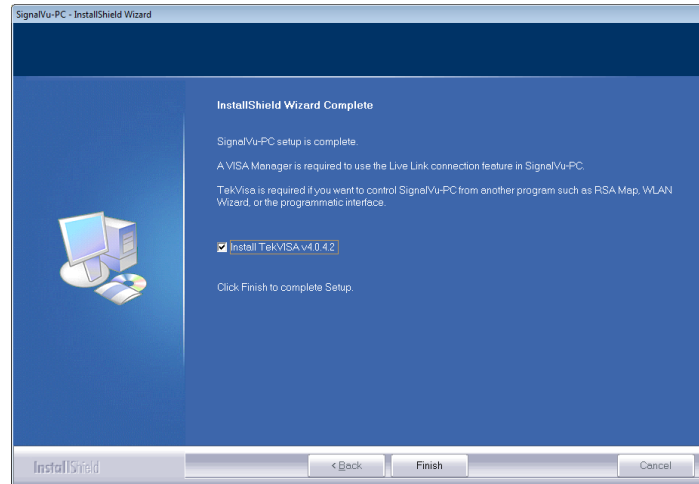 SignalVu-PC - InstallShield Wizard
InstallShield Wizard Complete
SignalVu-PC setup is complete.
A VISA Manager is required to use the Live Link connection feature in SignalVu-PC.
TekVisa is required if you want to control SignalVu-PC from another program such as RSA Map, WLAN
Wizard, or the programmatic interface.
Install TekVISA v4.0.4.2
Click Finish to complete Setup.
InstallShield
< Back
Finish
Cancel